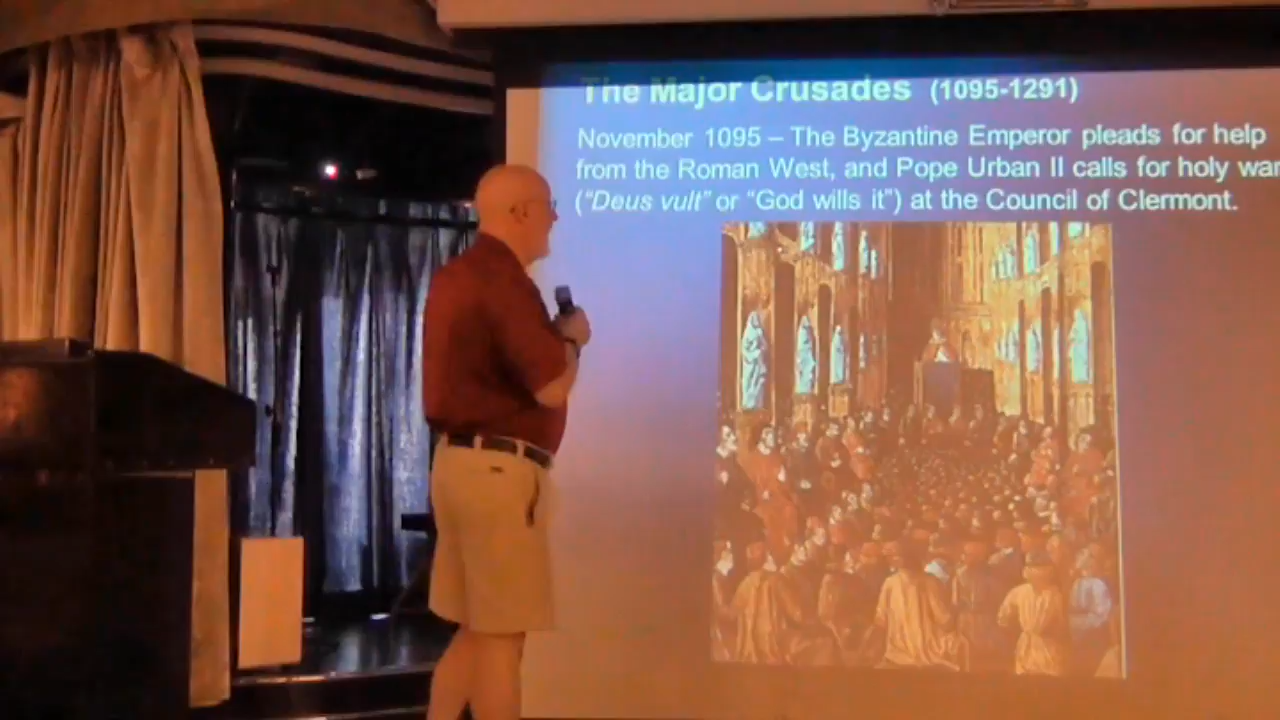 The Major Crusades (1095-1291)
November 1095 – The Byzantine Emperor pleads for help
from the Roman West, and Pope Urban II calls for holy war
(“Deus vult” or “God wills it”) at the Council of Clermont.